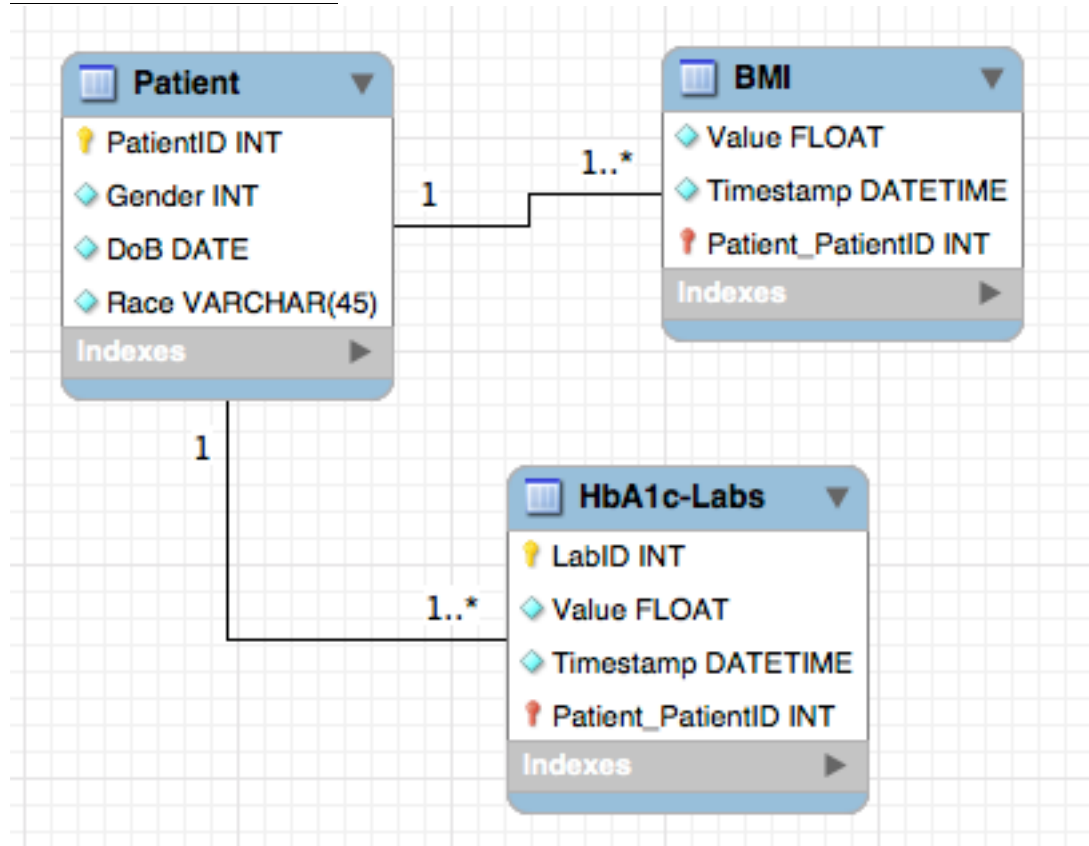 Patient
PatientID INT
Gender INT
DoB DATE
Race VARCHAR(45)
Indexes
1
1..*
BMI
Value FLOAT
Timestamp DATETIME
Patient_PatientID INT
Indexes
1
1..*
HbA1c-Labs
LabID INT
Value FLOAT
Timestamp DATETIME
Patient_PatientID INT
Indexes